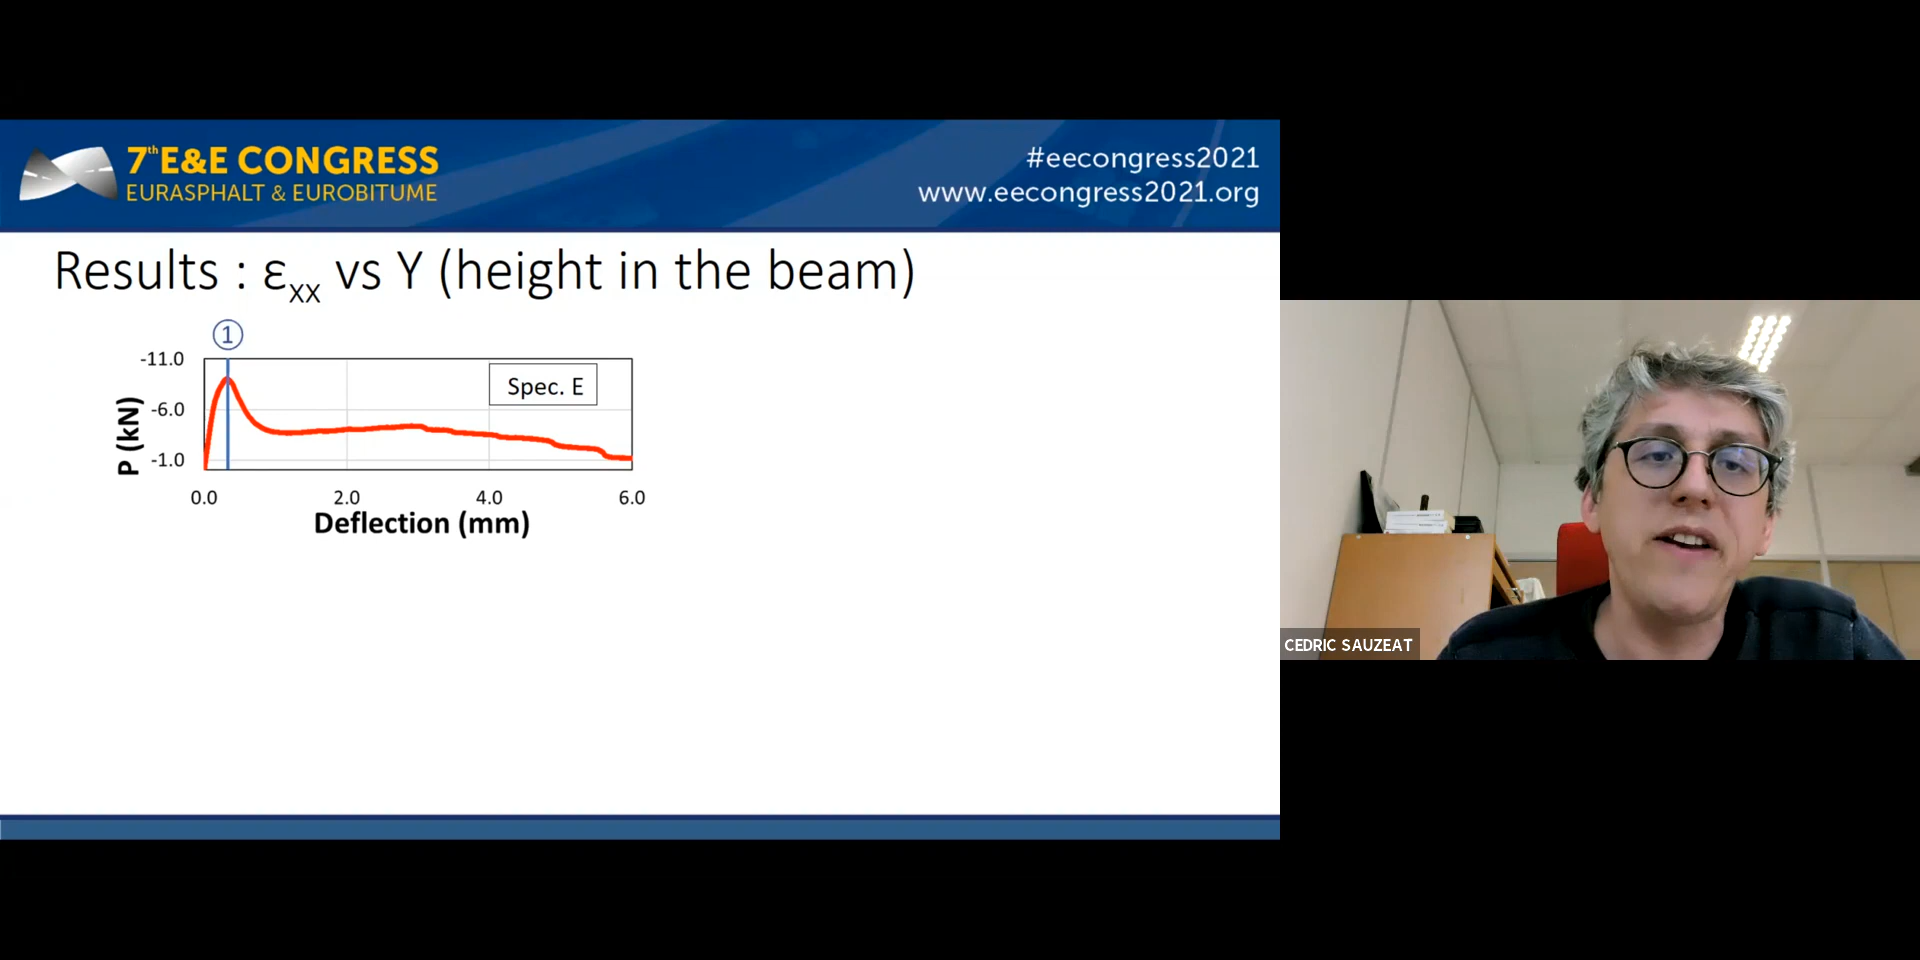 7th E&E CONGRESS
EURASPHALT & EUROBITUME
#eecongress2021
www.eecongress2021.org
Results : εxx vs Y (height in the beam)
1
-11.0
-6.0
-1.0
P (kN)
Spec. E
0.0 2.0 4.0 6.0
Deflection (mm)
CEDRIC SAUZEAT